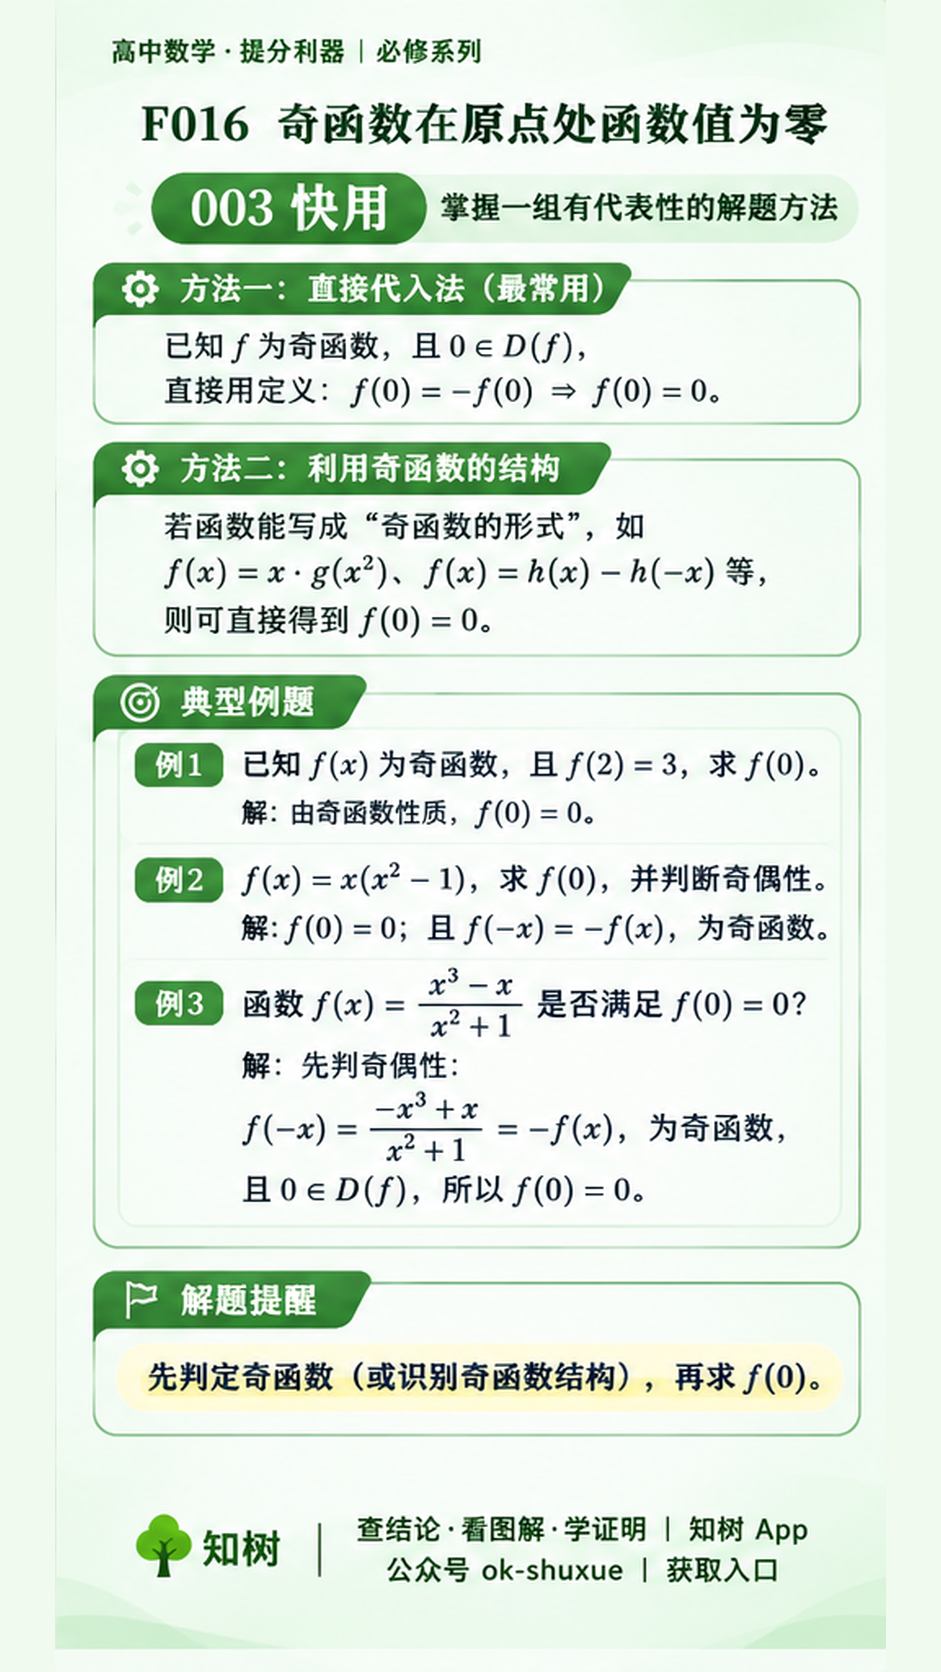 高中数学 · 提分利器 | 必修系列
F016 奇函数在原点处函数值为零
003 快用 掌握一组有代表性的解题方法
方法一：直接代入法（最常用）
已知 f 为奇函数，且 0 ∈ D(f)，
直接用定义：f(0) = −f(0) ⇒ f(0) = 0。
方法二：利用奇函数的结构
若函数能写成“奇函数的形式”，如
f(x) = x · g(x²)、f(x) = h(x) − h(−x) 等，
则可直接得到 f(0) = 0。
典型例题
例1 已知 f(x) 为奇函数，且 f(2) = 3，求 f(0)。
解：由奇函数性质，f(0) = 0。
例2 f(x) = x(x² − 1)，求 f(0)，并判断奇偶性。
解：f(0) = 0；且 f(−x) = −f(x)，为奇函数。
例3 函数 f(x) = (x³ − x)/(x² + 1) 是否满足 f(0) = 0？
解：先判奇偶性：
f(−x) = (−x³ + x)/(x² + 1) = −f(x)，为奇函数，
且 0 ∈ D(f)，所以 f(0) = 0。
解题提醒
先判定奇函数（或识别奇函数结构），再求 f(0)。
知树
查结论 · 看图解 · 学证明 | 知树 App
公众号 ok-shuxue | 获取入口